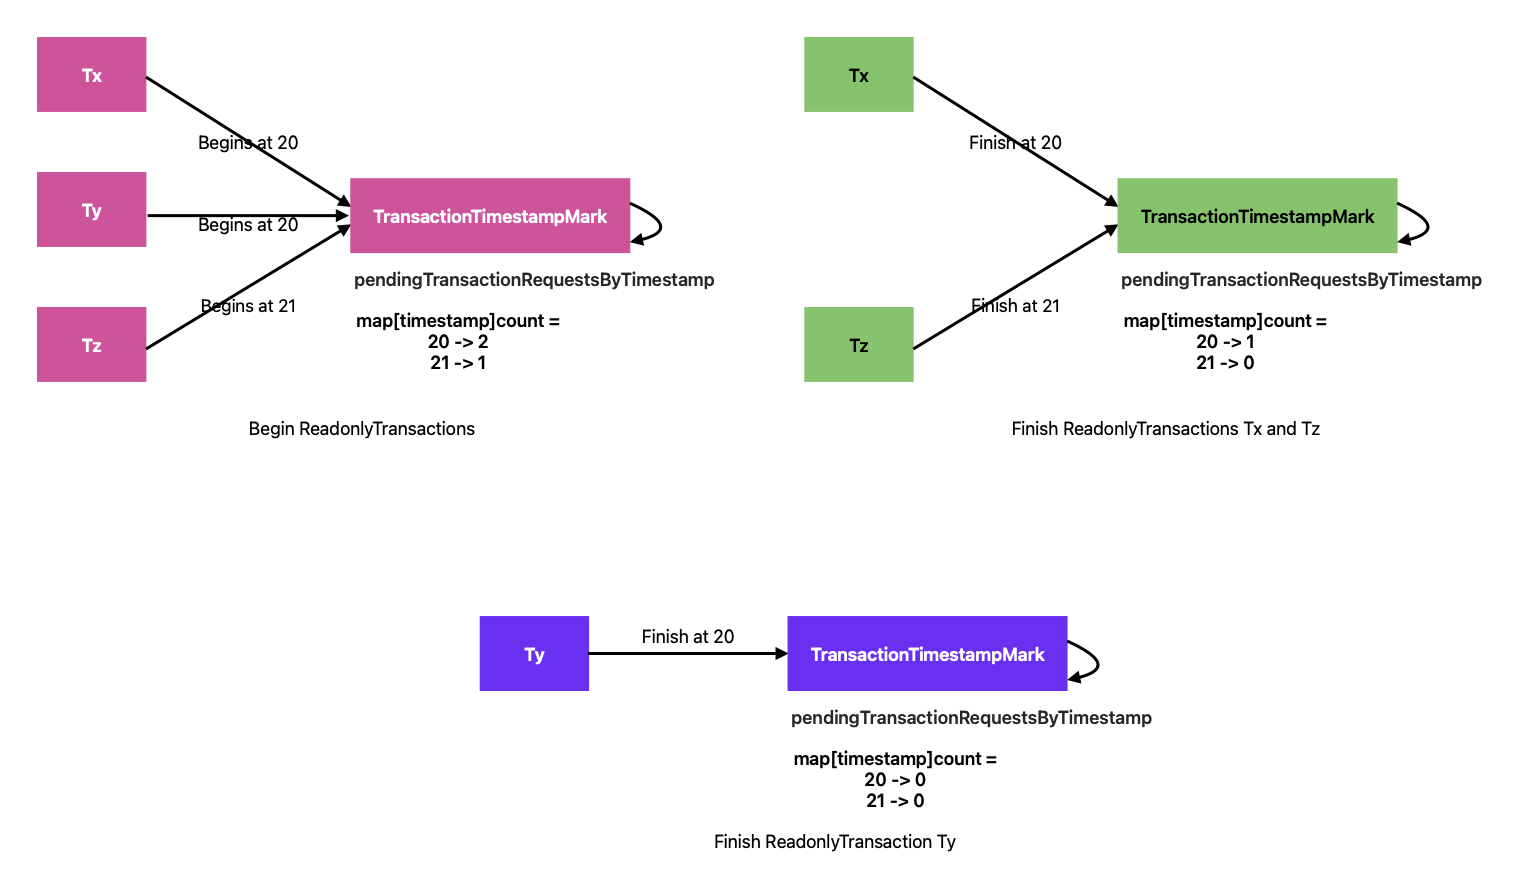 Tx
Begins at 20
Ty
Begins at 20
Tz
Begins at 21
TransactionTimestampMark
pendingTransactionRequestsByTimestamp
map[timestamp]count =
20 -> 2
21 -> 1
Begin ReadonlyTransactions
Tx
Finish at 20
Tz
Finish at 21
TransactionTimestampMark
pendingTransactionRequestsByTimestamp
map[timestamp]count =
20 -> 1
21 -> 0
Finish ReadonlyTransactions Tx and Tz
Ty
Finish at 20
TransactionTimestampMark
pendingTransactionRequestsByTimestamp
map[timestamp]count =
20 -> 0
21 -> 0
Finish ReadonlyTransaction Ty